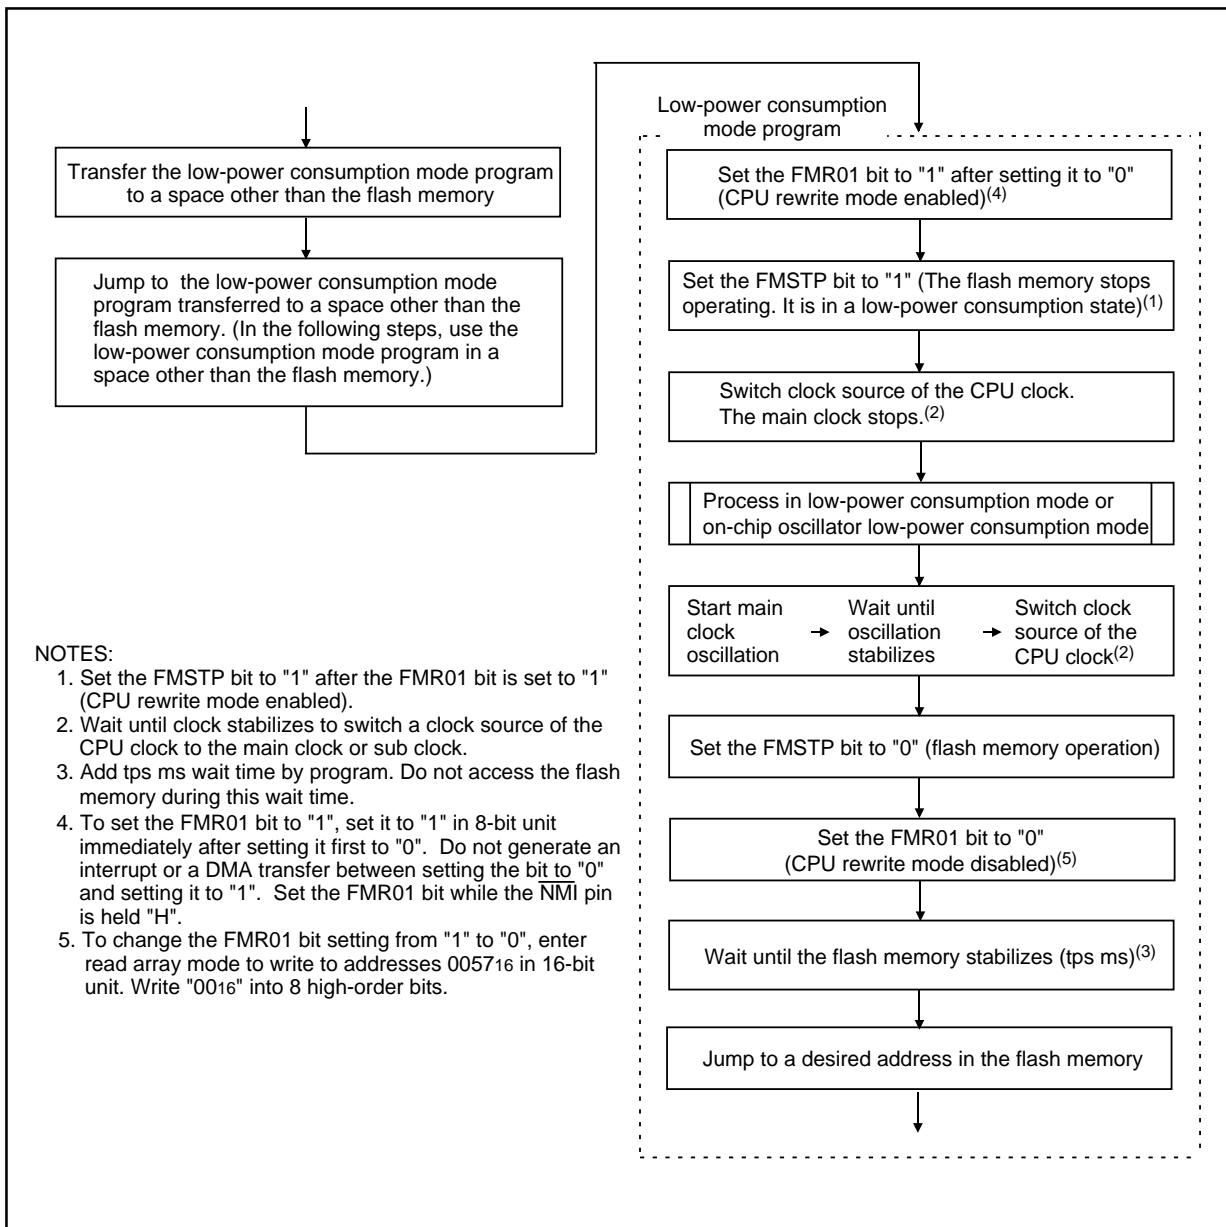 Transfer the low-power consumption mode program
to a space other than the flash memory
Jump to  the low-power consumption mode
program transferred to a space other than the
flash memory. (In the following steps, use the
low-power consumption mode program in a
space other than the flash memory.)
Low-power consumption
mode program
Set the FMR01 bit to "1" after setting it to "0"
(CPU rewrite mode enabled)(4)
Set the FMSTP bit to "1" (The flash memory stops
operating. It is in a low-power consumption state)(1)
Switch clock source of the CPU clock.
The main clock stops.(2)
Process in low-power consumption mode or
on-chip oscillator low-power consumption mode
Start main
clock
oscillation
Wait until
oscillation
stabilizes
Switch clock
source of the
CPU clock(2)
Set the FMSTP bit to "0" (flash memory operation)
Set the FMR01 bit to "0"
(CPU rewrite mode disabled)(5)
Wait until the flash memory stabilizes (tps ms)(3)
Jump to a desired address in the flash memory
NOTES:
1. Set the FMSTP bit to "1" after the FMR01 bit is set to "1"
(CPU rewrite mode enabled).
2. Wait until clock stabilizes to switch a clock source of the
CPU clock to the main clock or sub clock.
3. Add tps ms wait time by program. Do not access the flash
memory during this wait time.
4. To set the FMR01 bit to "1", set it to "1" in 8-bit unit
immediately after setting it first to "0".  Do not generate an
interrupt or a DMA transfer between setting the bit to "0"
and setting it to "1".  Set the FMR01 bit while the NMI pin
is held "H".
5. To change the FMR01 bit setting from "1" to "0", enter
read array mode to write to addresses 005716 in 16-bit
unit. Write "0016" into 8 high-order bits.